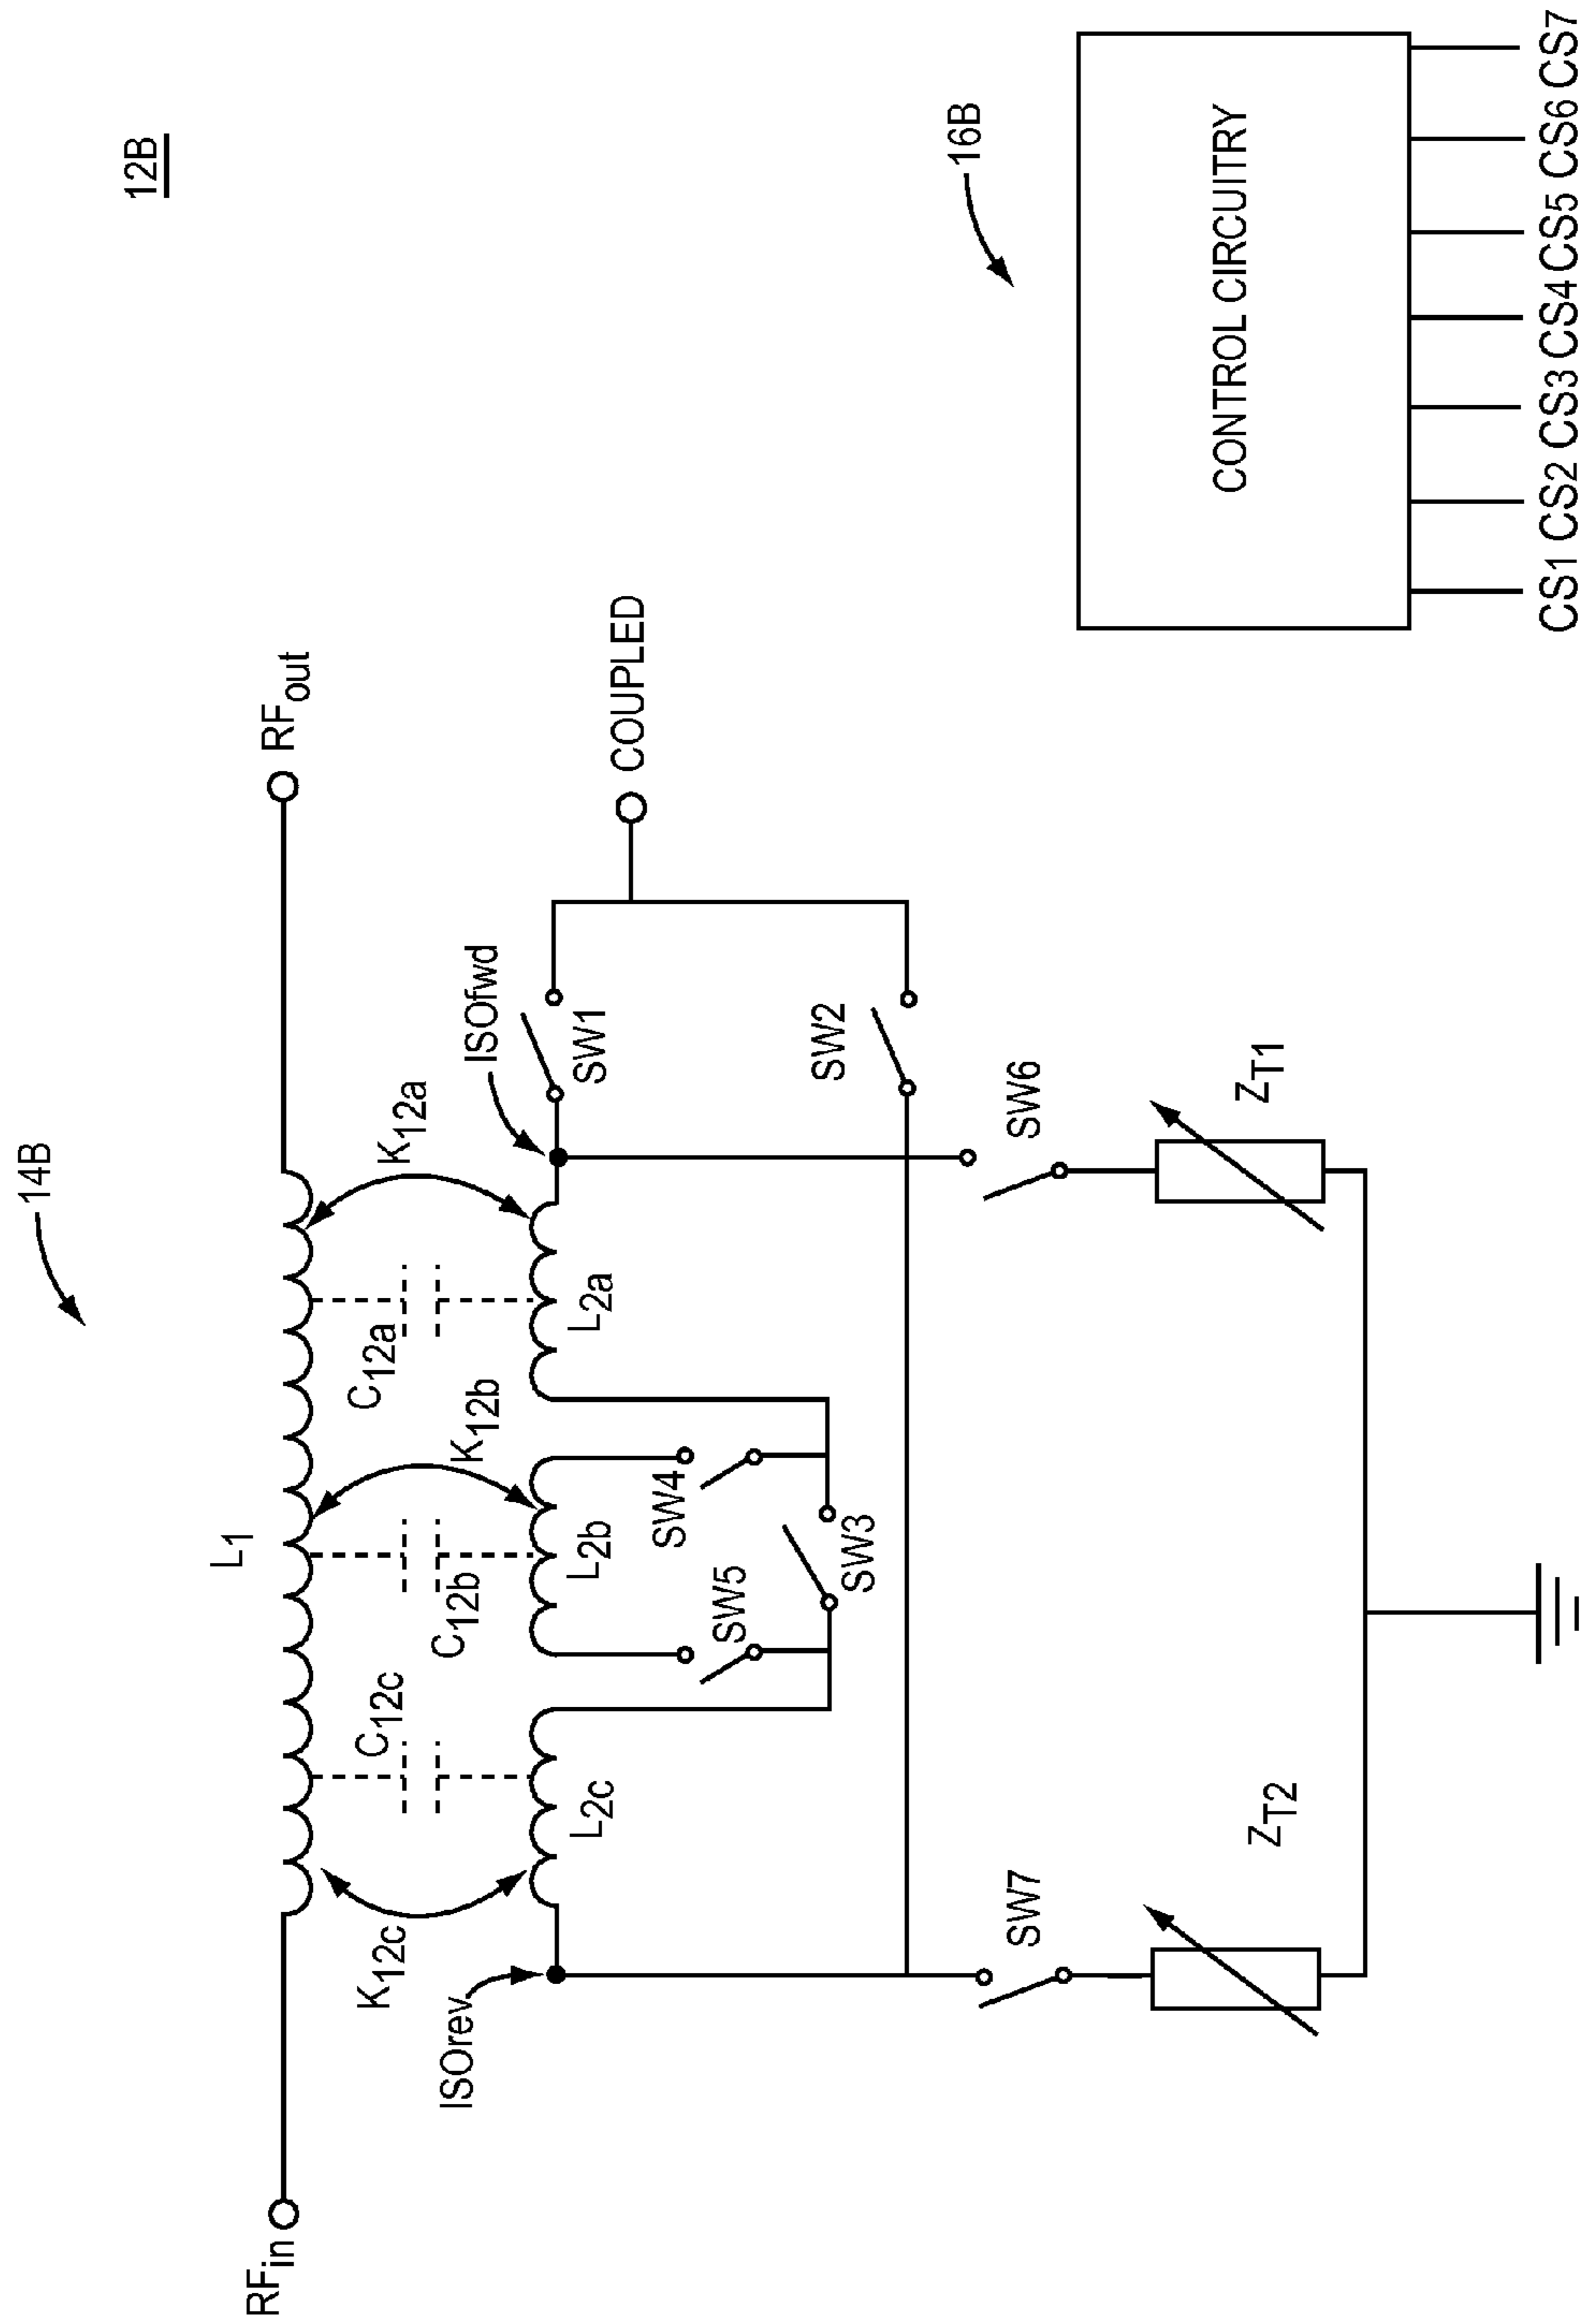 14B
12B
L1
RFin
RFout
K12c
C12c
C12b
K12b
C12a
K12a
ISOrev
ISOfwd
L2c
L2b
L2a
SW1
COUPLED
SW5
SW4
SW3
SW2
SW7
SW6
ZT2
ZT1
16B
CONTROL CIRCUITRY
CS1 CS2 CS3 CS4 CS5 CS6 CS7